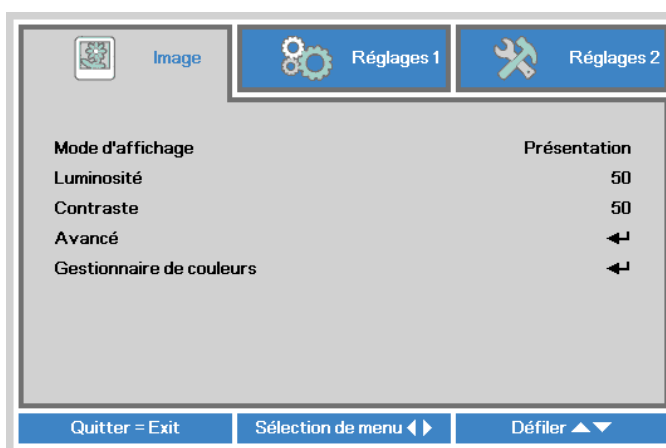 Image
Réglages 1
Réglages 2
Mode d'affichage Présentation
Luminosité 50
Contraste 50
Avancé
Gestionnaire de couleurs
Quitter = Exit
Sélection de menu
Défiler